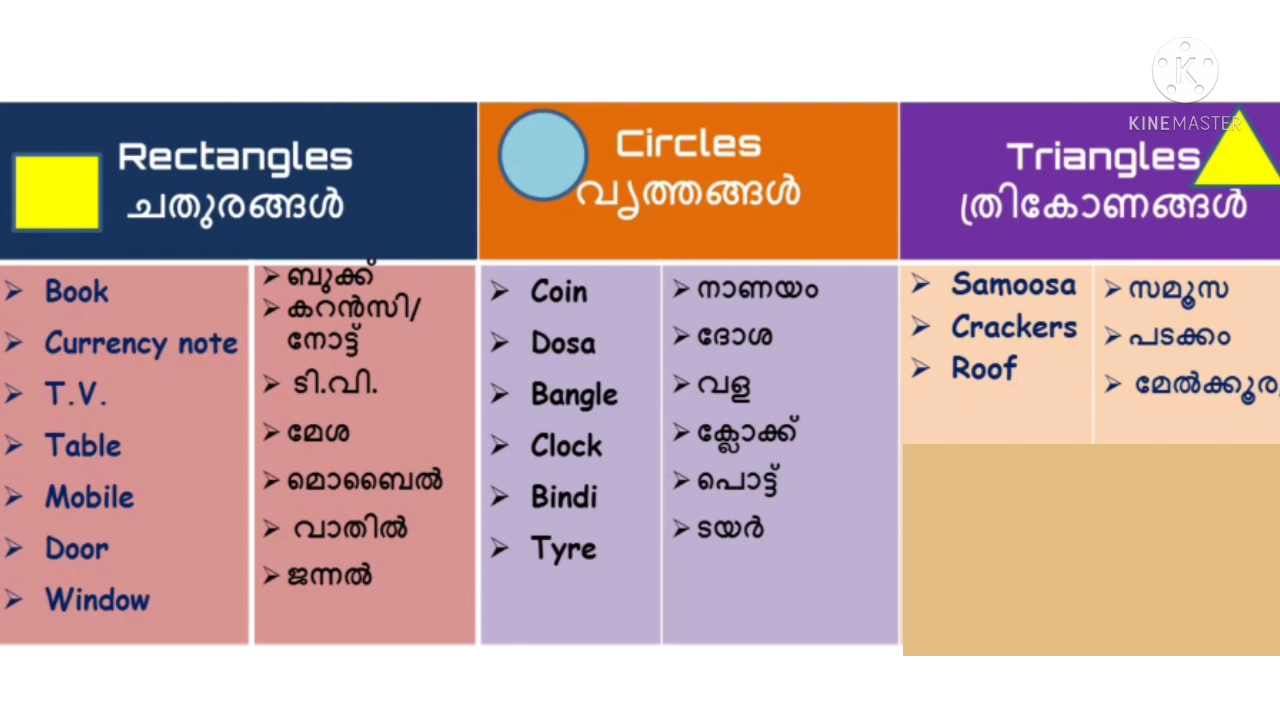 KINEMASTER
Rectangles
ചതുരങ്ങൾ
Circles
വൃത്തങ്ങൾ
Triangles
ത്രികോണങ്ങൾ
Book
Currency note
T.V.
Table
Mobile
Door
Window
ബുക്ക്
കറൻസി/
നോട്ട്
ടി.വി.
മേശ
മൊബൈൽ
വാതിൽ
ജന്നൽ
Coin
Dosa
Bangle
Clock
Bindi
Tyre
നാണയം
ദോശ
വള
ക്ലോക്ക്
പൊട്ട്
ടയർ
Samoosa
Crackers
Roof
സമൂസ
പടക്കം